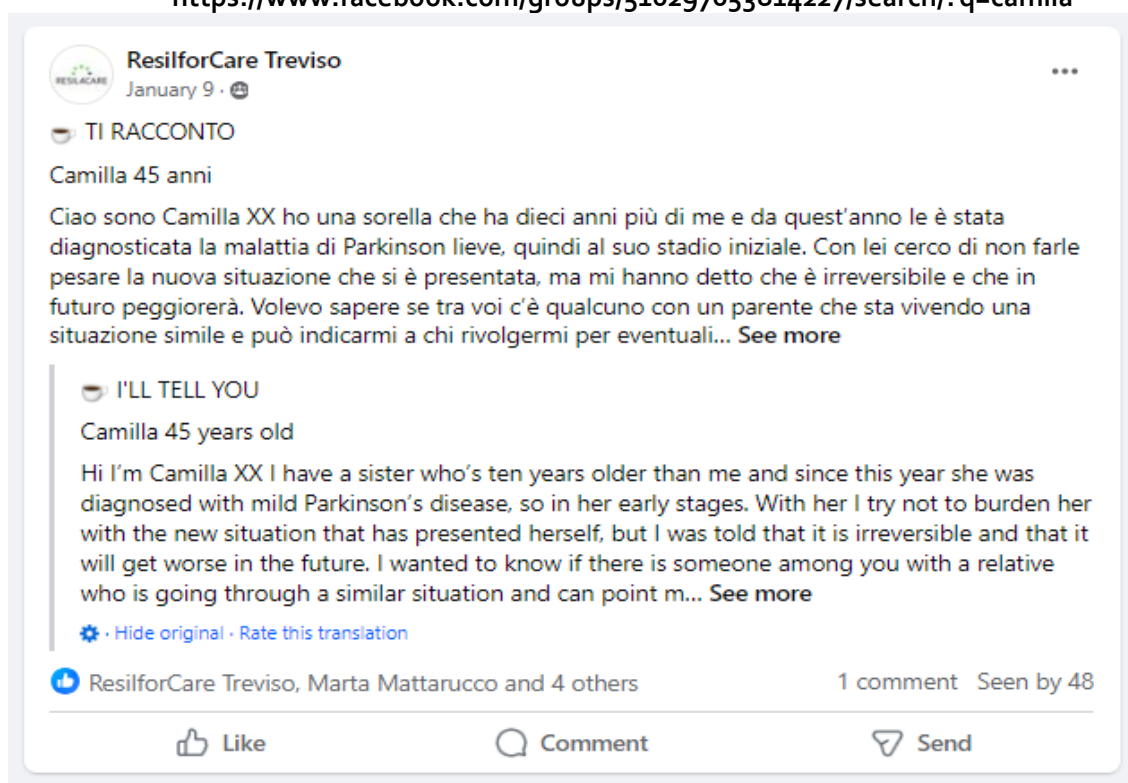 RESIL4CARE
ResilforCare Treviso
January 9 ·
TI RACCONTO
Camilla 45 anni
Ciao sono Camilla XX ho una sorella che ha dieci anni più di me e da quest’anno le è stata
diagnosticata la malattia di Parkinson lieve, quindi al suo stadio iniziale. Con lei cerco di non farle
pesare la nuova situazione che si è presentata, ma mi hanno detto che è irreversibile e che in
futuro peggiorerà. Volevo sapere se tra voi c’è qualcuno con un parente che sta vivendo una
situazione simile e può indicarmi a chi rivolgermi per eventuali... See more
I'LL TELL YOU
Camilla 45 years old
Hi I’m Camilla XX I have a sister who’s ten years older than me and since this year she was
diagnosed with mild Parkinson’s disease, so in her early stages. With her I try not to burden her
with the new situation that has presented herself, but I was told that it is irreversible and that it
will get worse in the future. I wanted to know if there is someone among you with a relative
who is going through a similar situation and can point m... See more
· Hide original · Rate this translation
ResilforCare Treviso, Marta Mattarucco and 4 others
1 comment Seen by 48
Like
Comment
Send